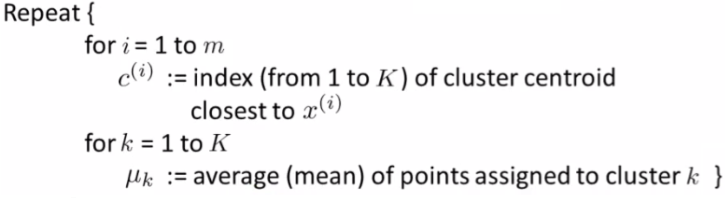 Repeat {
for i = 1 to m
c⁽ⁱ⁾ := index (from 1 to K) of cluster centroid
closest to x⁽ⁱ⁾
for k = 1 to K
μₖ := average (mean) of points assigned to cluster k }